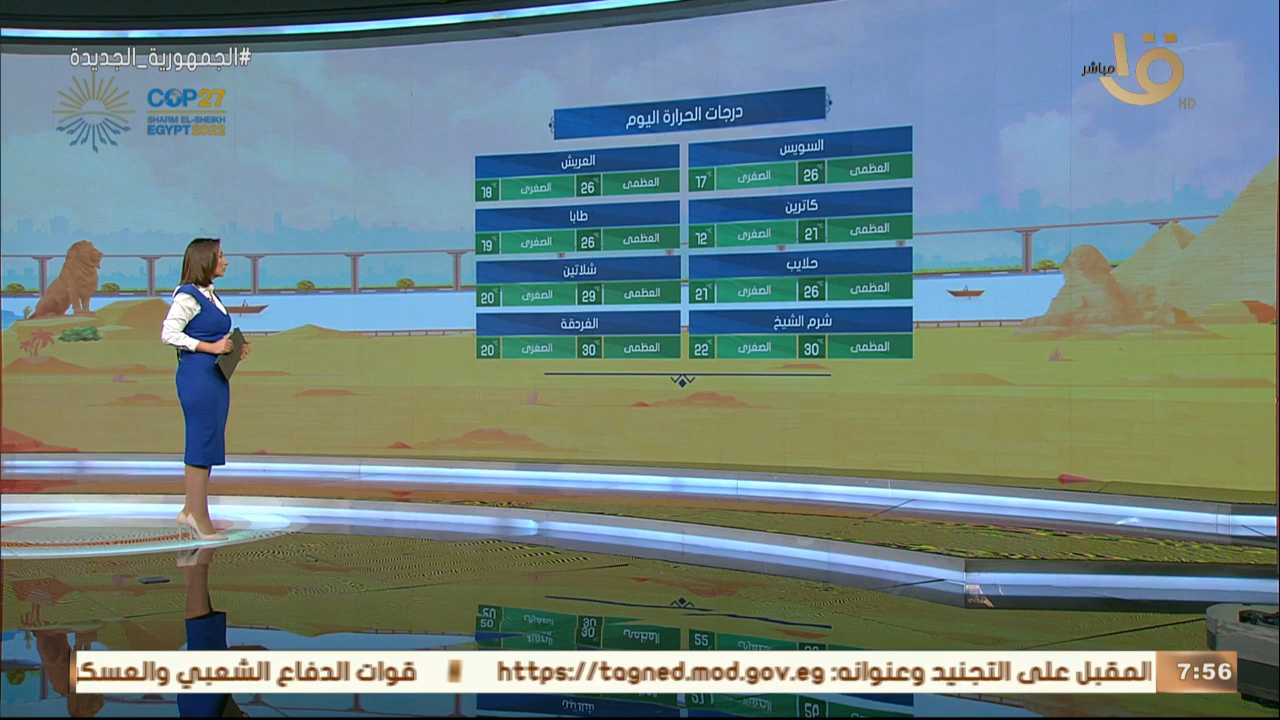 #الجمهورية_الجديدة
COP27
SHARM EL-SHEIKH
EGYPT 2022
مباشر
HD
درجات الحرارة اليوم
السويس
العظمى 26 الصغرى 17
العريش
العظمى 26 الصغرى 18
كاترين
العظمى 21 الصغرى 12
طابا
العظمى 26 الصغرى 19
حلايب
العظمى 26 الصغرى 21
شلاتين
العظمى 29 الصغرى 20
شرم الشيخ
العظمى 30 الصغرى 22
الغردقة
العظمى 30 الصغرى 20
7:56
المقبل على التجنيد وعنوانه: https://tagned.mod.gov.eg قوات الدفاع الشعبي والعسك